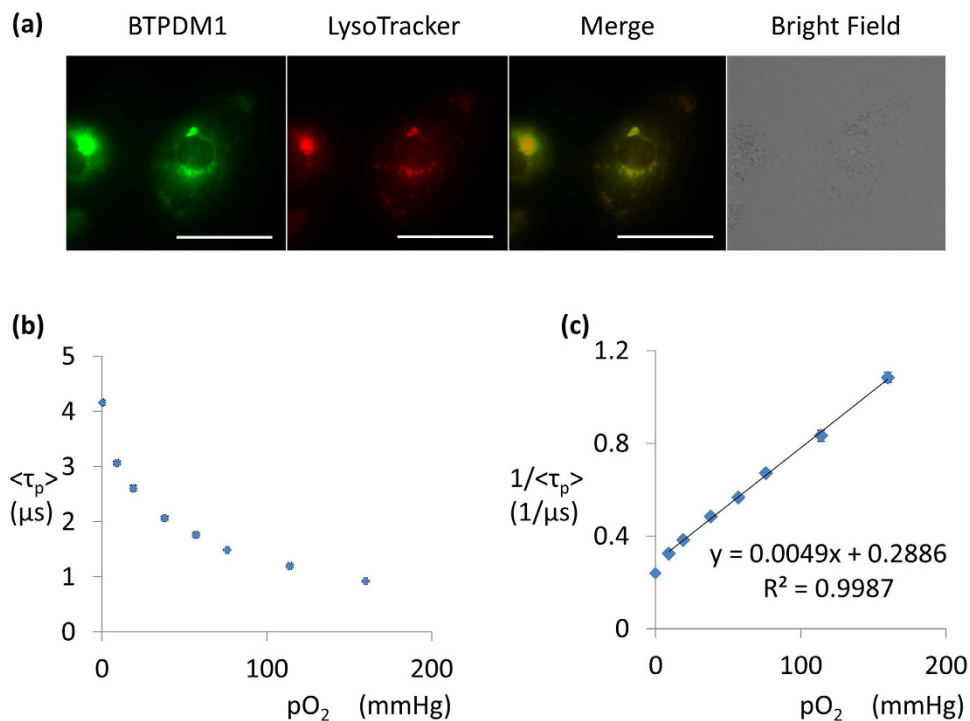 (a)
BTPDM1
LysoTracker
Merge
Bright Field
(b)
5
4
3
2
1
0
<τp>
(μs)
0
100
200
pO₂ (mmHg)
(c)
1.2
0.8
0.4
0
1/<τp>
(1/μs)
y = 0.0049x + 0.2886
R² = 0.9987
0
100
200
pO₂ (mmHg)